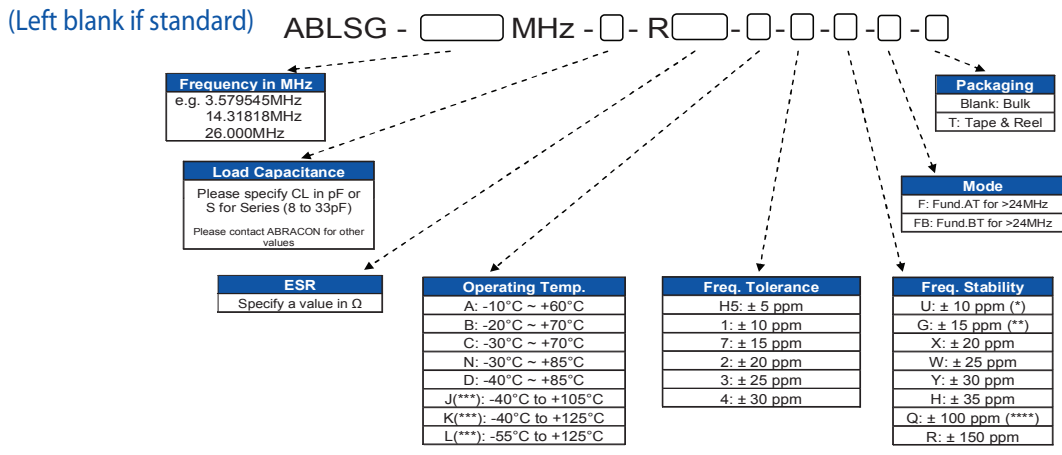 (Left blank if standard)
ABLSG - MHz - - R - - - - -
Frequency in MHz
e.g. 3.579545MHz
14.31818MHz
26.000MHz
Packaging
Blank: Bulk
T: Tape & Reel
Load Capacitance
Please specify CL in pF or
S for Series (8 to 33pF)
Please contact ABRACON for other
values
Mode
F: Fund.AT for >24MHz
FB: Fund.BT for >24MHz
ESR
Specify a value in Ω
Operating Temp.
A: -10°C ~ +60°C
B: -20°C ~ +70°C
C: -30°C ~ +70°C
N: -30°C ~ +85°C
D: -40°C ~ +85°C
J(***): -40°C to +105°C
K(***): -40°C to +125°C
L(***): -55°C to +125°C
Freq. Tolerance
H5: ± 5 ppm
1: ± 10 ppm
7: ± 15 ppm
2: ± 20 ppm
3: ± 25 ppm
4: ± 30 ppm
Freq. Stability
U: ± 10 ppm (*)
G: ± 15 ppm (**)
X: ± 20 ppm
W: ± 25 ppm
Y: ± 30 ppm
H: ± 35 ppm
Q: ± 100 ppm (****)
R: ± 150 ppm